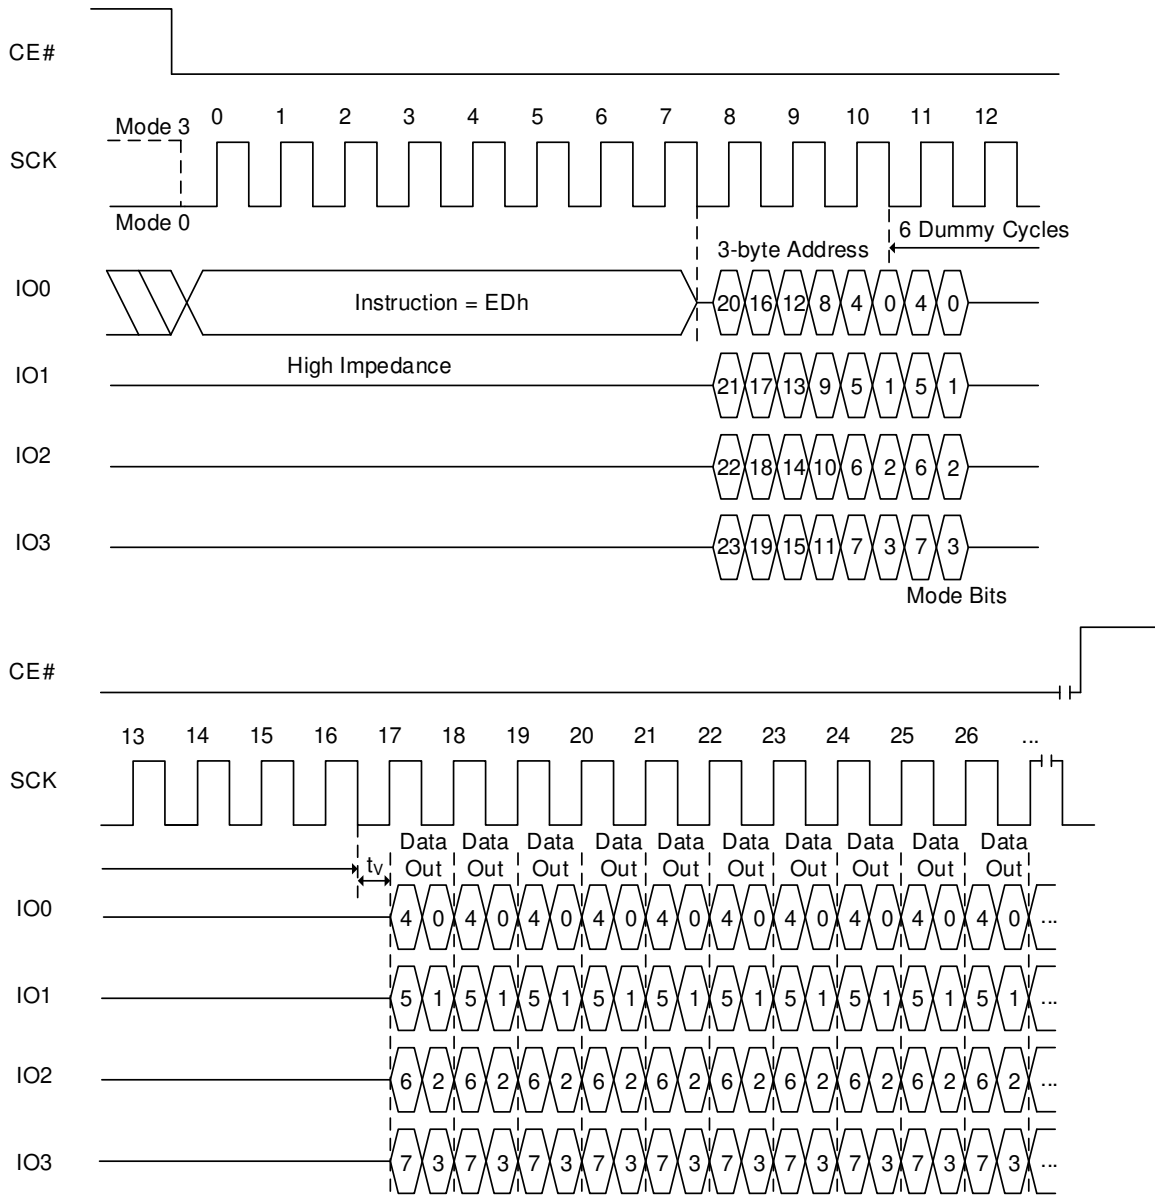 CE#
Mode 3 0 1 2 3 4 5 6 7 8 9 10 11 12
SCK
Mode 0
6 Dummy Cycles
3-byte Address
IO0 Instruction = EDh 20 16 12 8 4 0 4 0
High Impedance
IO1 21 17 13 9 5 1 5 1
IO2 22 18 14 10 6 2 6 2
IO3 23 19 15 11 7 3 7 3
Mode Bits
CE#
13 14 15 16 17 18 19 20 21 22 23 24 25 26 ...
SCK
Data Data Data Data Data Data Data Data Data Data
tV Out Out Out Out Out Out Out Out Out Out
IO0 4 0 4 0 4 0 4 0 4 0 4 0 4 0 4 0 4 0 4 0 ...
IO1 5 1 5 1 5 1 5 1 5 1 5 1 5 1 5 1 5 1 5 1 ...
IO2 6 2 6 2 6 2 6 2 6 2 6 2 6 2 6 2 6 2 6 2 ...
IO3 7 3 7 3 7 3 7 3 7 3 7 3 7 3 7 3 7 3 7 3 ...